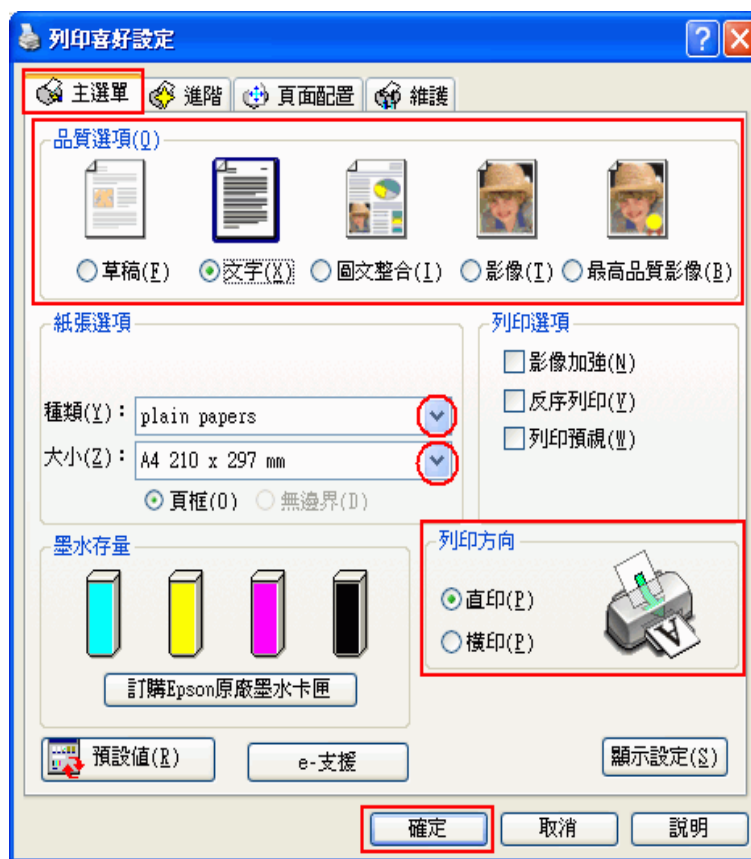 列印喜好設定
主選單 進階 頁面配置 維護
品質選項(Q)
草稿(F) 文字(X) 圖文整合(I) 影像(T) 最高品質影像(B)
紙張選項
種類(Y)： plain papers
大小(Z)： A4 210 x 297 mm
頁框(O) 無邊界(D)
列印選項
影像加強(N)
反序列印(Y)
列印預視(W)
墨水存量
訂購Epson原廠墨水卡匣
列印方向
直印(P)
橫印(P)
A
預設值(R) e-支援 顯示設定(S)
確定 取消 說明